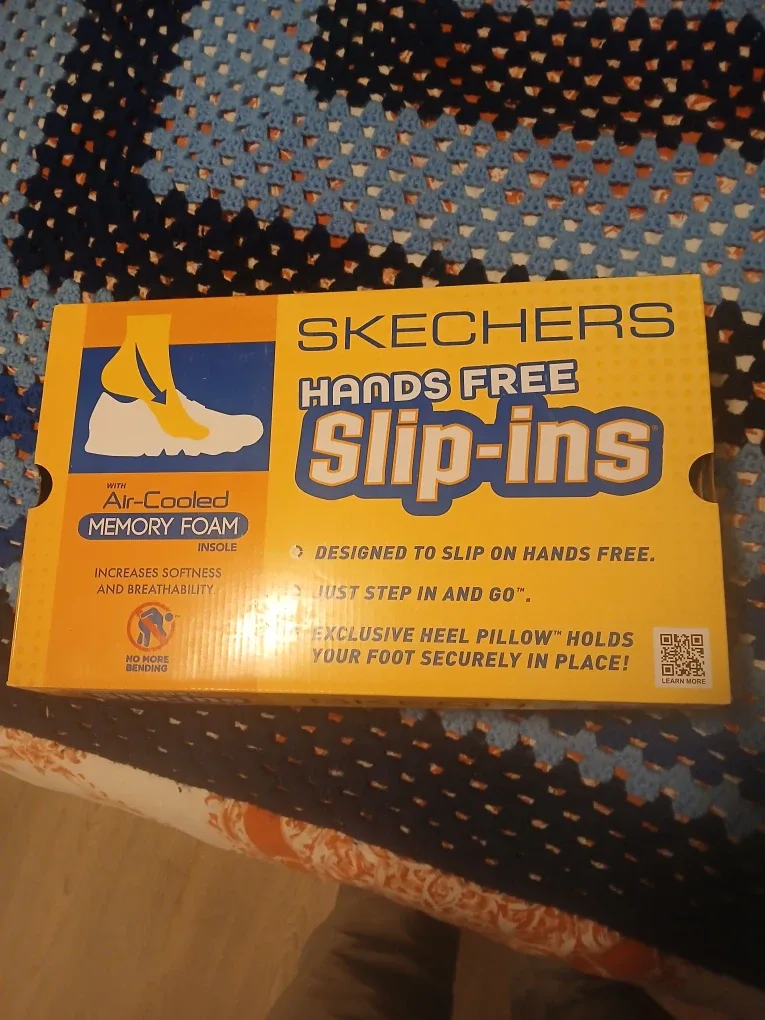 SKECHERS
HANDS FREE
Slip-ins
WITH
Air-Cooled
MEMORY FOAM
INSOLE
INCREASES SOFTNESS
AND BREATHABILITY.
NO MORE
BENDING
DESIGNED TO SLIP ON HANDS FREE.
JUST STEP IN AND GO™.
EXCLUSIVE HEEL PILLOW™ HOLDS
YOUR FOOT SECURELY IN PLACE!
LEARN MORE